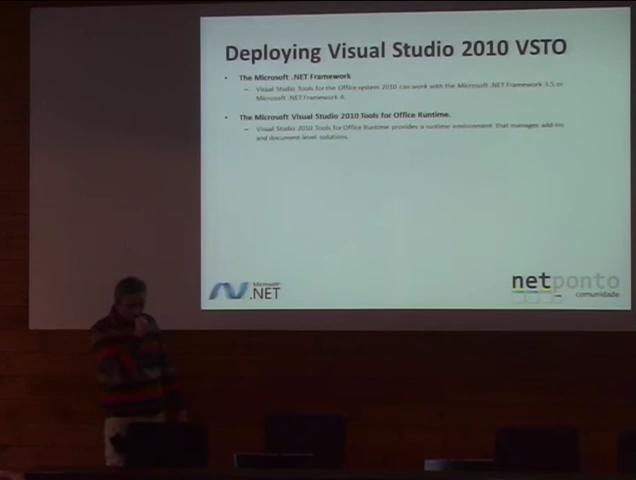 Deploying Visual Studio 2010 VSTO
• The Microsoft .NET Framework
– Visual Studio Tools for the Office system 2010 can work with the Microsoft .NET Framework 3.5 or
Microsoft .NET Framework 4.
• The Microsoft Visual Studio 2010 Tools for Office Runtime.
– Visual Studio 2010 Tools for Office Runtime provides a runtime environment that manages add-ins
and document-level solutions.
Microsoft
.NET
netponto
comunidade